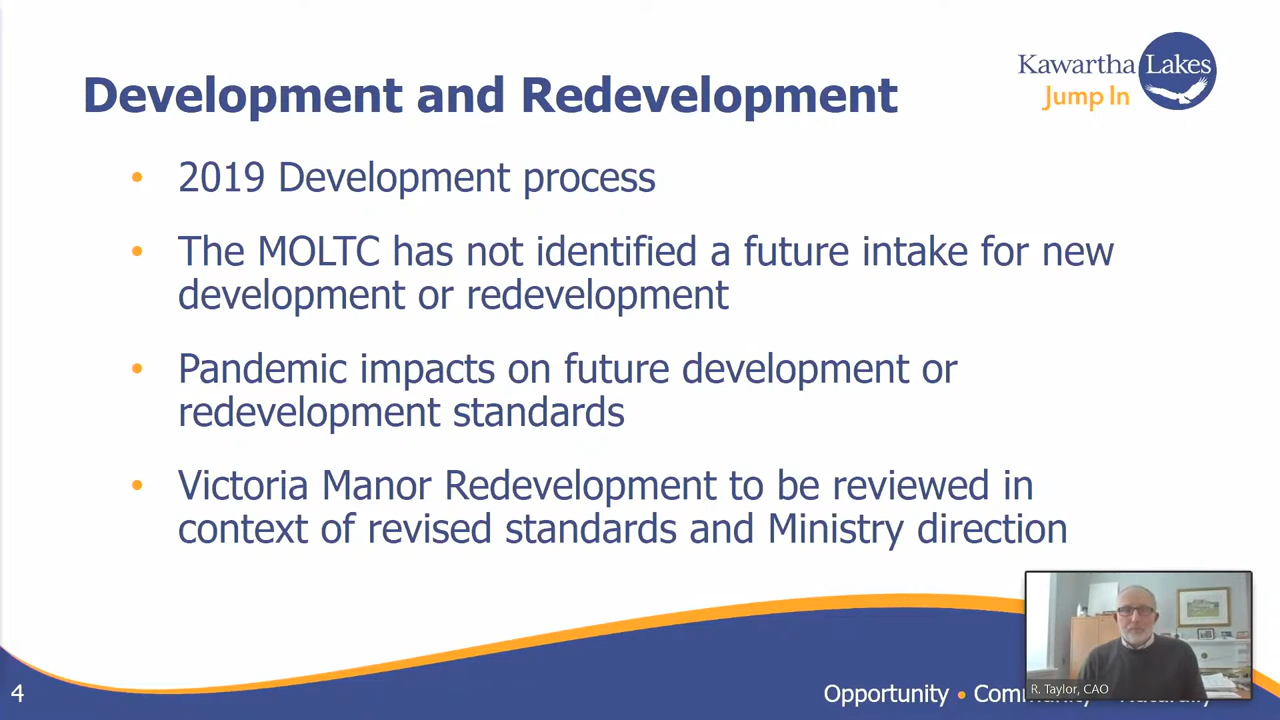 Kawartha Lakes
Jump In
Development and Redevelopment
• 2019 Development process
• The MOLTC has not identified a future intake for new
development or redevelopment
• Pandemic impacts on future development or
redevelopment standards
• Victoria Manor Redevelopment to be reviewed in
context of revised standards and Ministry direction
R. Taylor, CAO
4
Opportunity •